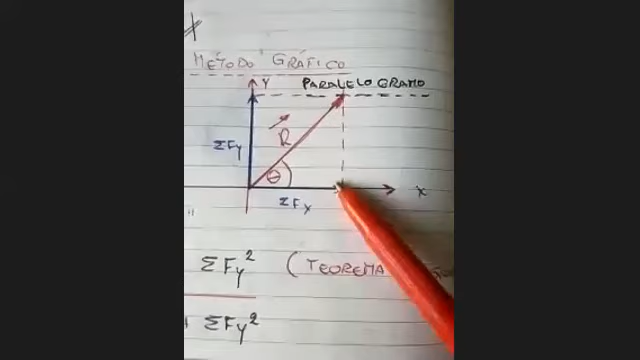 MÉTODO GRÁFICO
Y PARALELOGRAMO
ΣFy
R
θ
ΣFx
x
ΣFy² (TEOREMA
ΣFy²